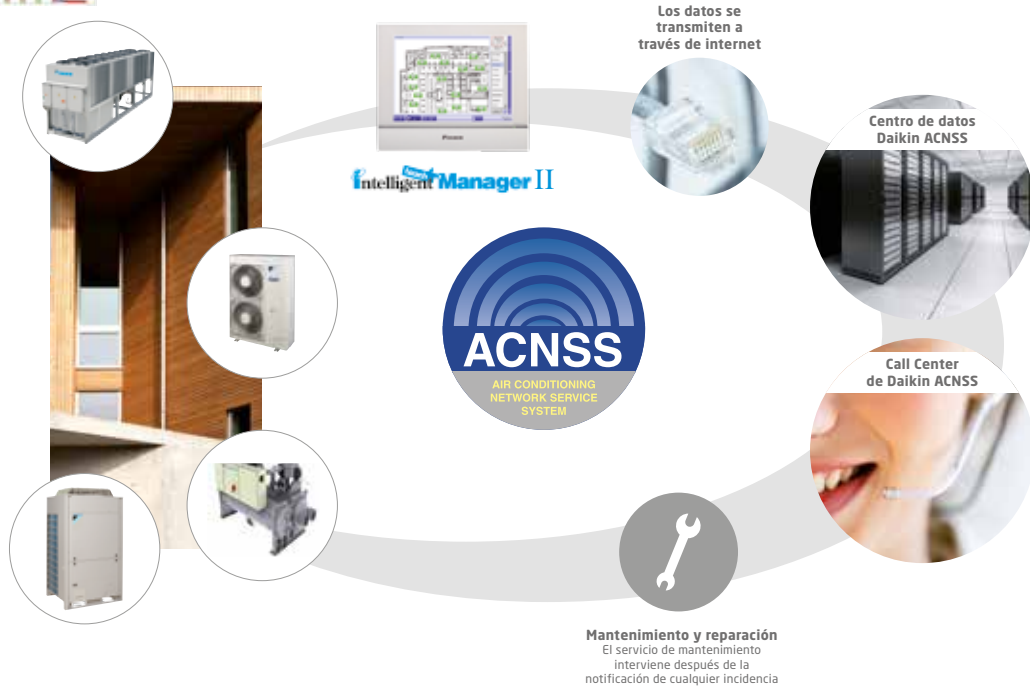 Los datos se
transmiten a
través de internet
Centro de datos
Daikin ACNSS
intelligent Manager II
ACNSS
AIR CONDITIONING
NETWORK SERVICE
SYSTEM
Call Center
de Daikin ACNSS
Mantenimiento y reparación
El servicio de mantenimiento
interviene después de la
notificación de cualquier incidencia